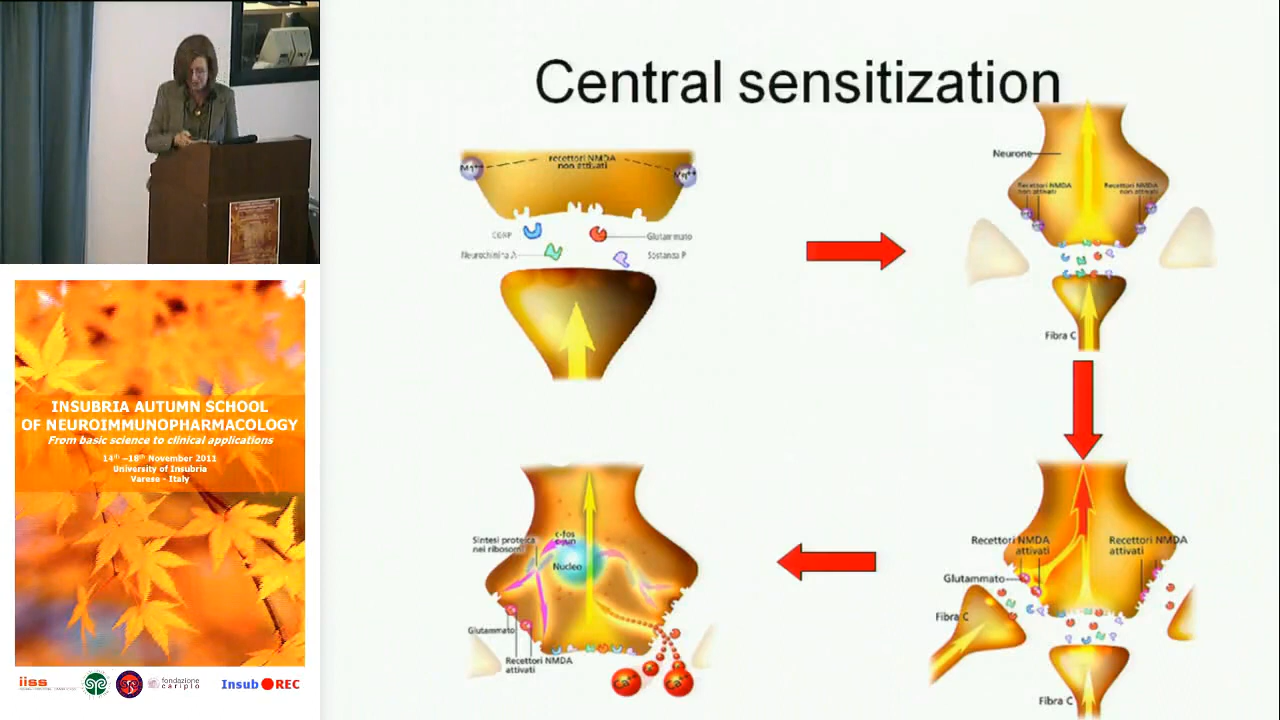 Central sensitization
recettori NMDA
non attivati
Mg++
Mg++
CGRP
Glutammato
Neurochinina A
Sostanza P
Neurone
Recettori NMDA
non attivati
Recettori NMDA
non attivati
Fibra C
Recettori NMDA
attivati
Recettori NMDA
attivati
Glutammato
Fibra C
Fibra C
Sintesi proteica
nei ribosomi
c-fos
c-jun
Nucleo
Glutammato
Recettori NMDA
attivati
INSUBRIA AUTUMN SCHOOL
OF NEUROIMMUNOPHARMACOLOGY
From basic science to clinical applications
14th –18th November 2011
University of Insubria
Varese - Italy
iiss
fondazione
cariplo
Insub REC